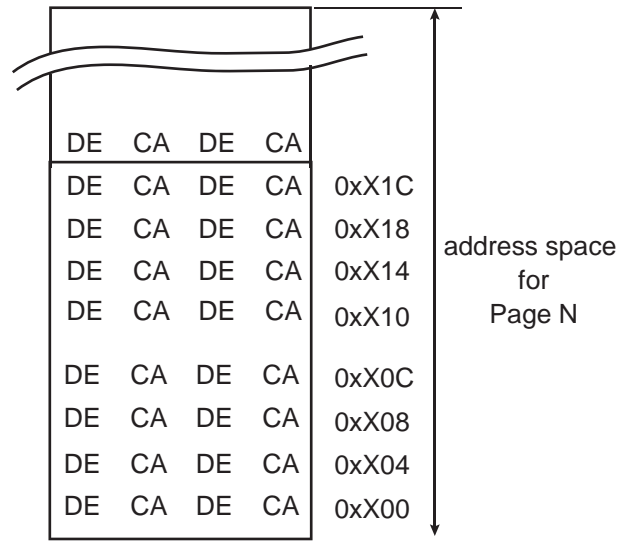 DE CA DE CA
DE CA DE CA 0xX1C
DE CA DE CA 0xX18
DE CA DE CA 0xX14
DE CA DE CA 0xX10
DE CA DE CA 0xX0C
DE CA DE CA 0xX08
DE CA DE CA 0xX04
DE CA DE CA 0xX00
address space
for
Page N